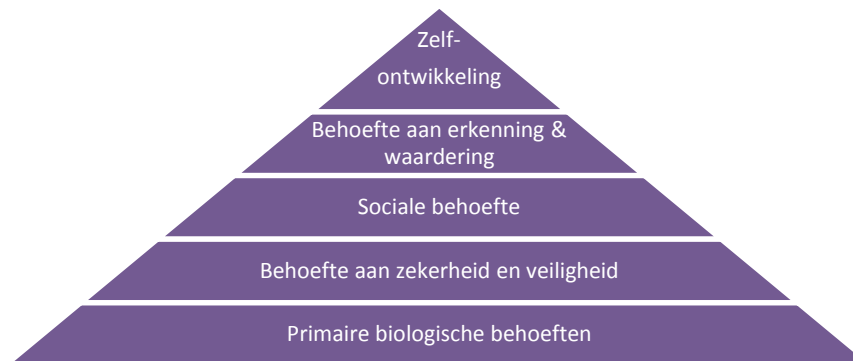 Zelf-
ontwikkeling
Behoefte aan erkenning &
waardering
Sociale behoefte
Behoefte aan zekerheid en veiligheid
Primaire biologische behoeften